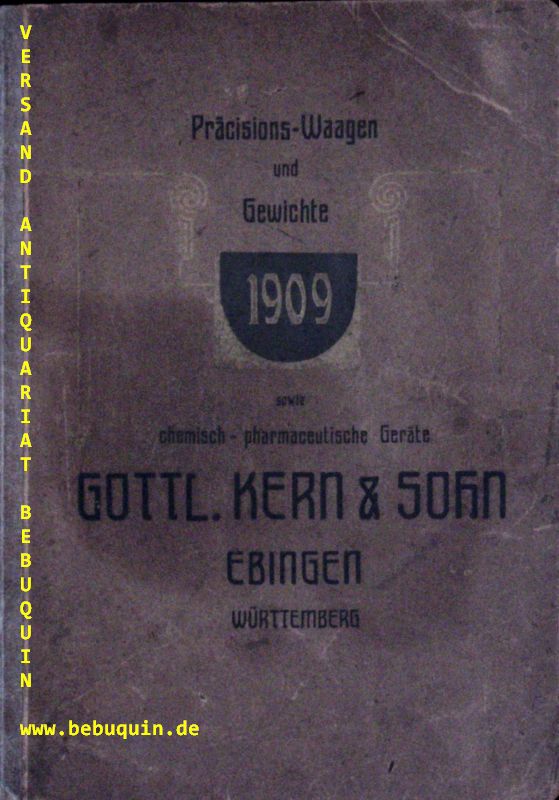 Präcisions-Waagen
und
Gewichte
1909
sowie
chemisch - pharmaceutische Geräte
GOTTL. KERN & SOHN
EBINGEN
WÜRTTEMBERG
VERSAND ANTIQUARIAT BEBUQUIN
www.bebuquin.de